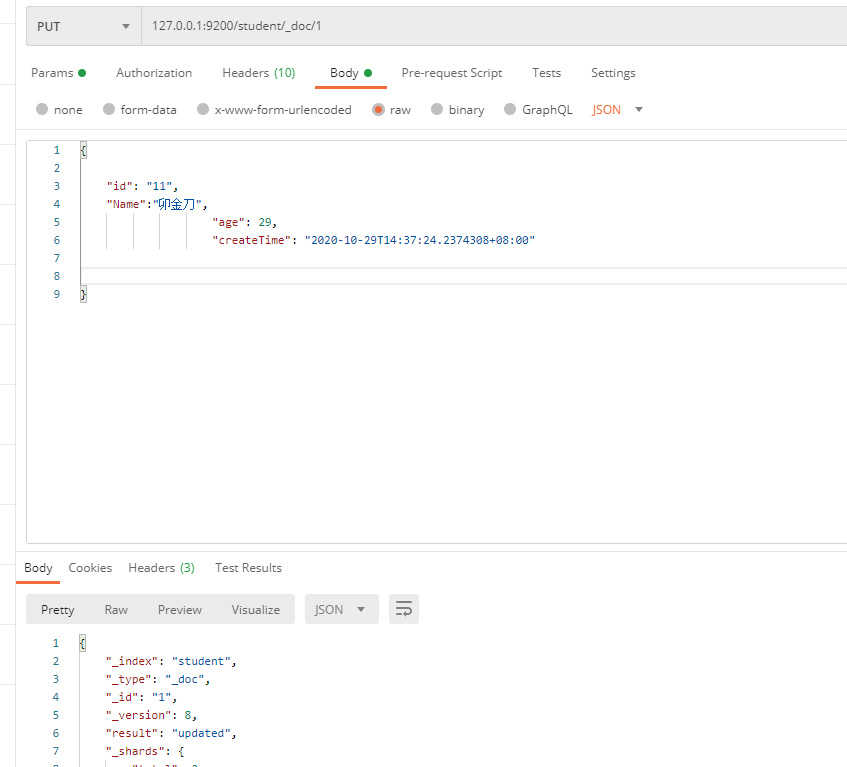 PUT 127.0.0.1:9200/student/_doc/1
Params Authorization Headers (10) Body Pre-request Script Tests Settings
none form-data x-www-form-urlencoded raw binary GraphQL JSON
1 {
2
3 "id": "11",
4 "Name":"卯金刀",
5 "age": 29,
6 "createTime": "2020-10-29T14:37:24.2374308+08:00"
7
8
9 }
Body Cookies Headers (3) Test Results
Pretty Raw Preview Visualize JSON
1 {
2 "_index": "student",
3 "_type": "_doc",
4 "_id": "1",
5 "_version": 8,
6 "result": "updated",
7 "_shards": {